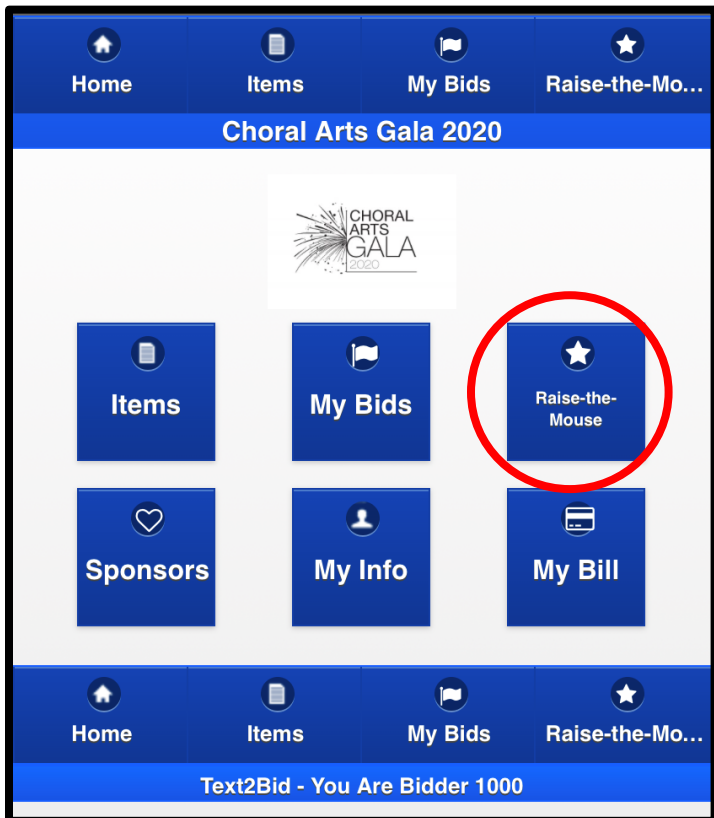 Home Items My Bids Raise-the-Mo...
Choral Arts Gala 2020
CHORAL
ARTS
GALA
2020
Items My Bids Raise-the-
Mouse
Sponsors My Info My Bill
Home Items My Bids Raise-the-Mo...
Text2Bid - You Are Bidder 1000